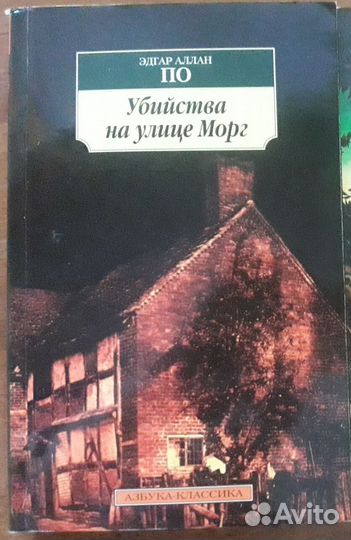 ЭДГАР АЛЛАН
ПО
Убийства
на улице Морг
АЗБУКА-КЛАССИКА
Avito